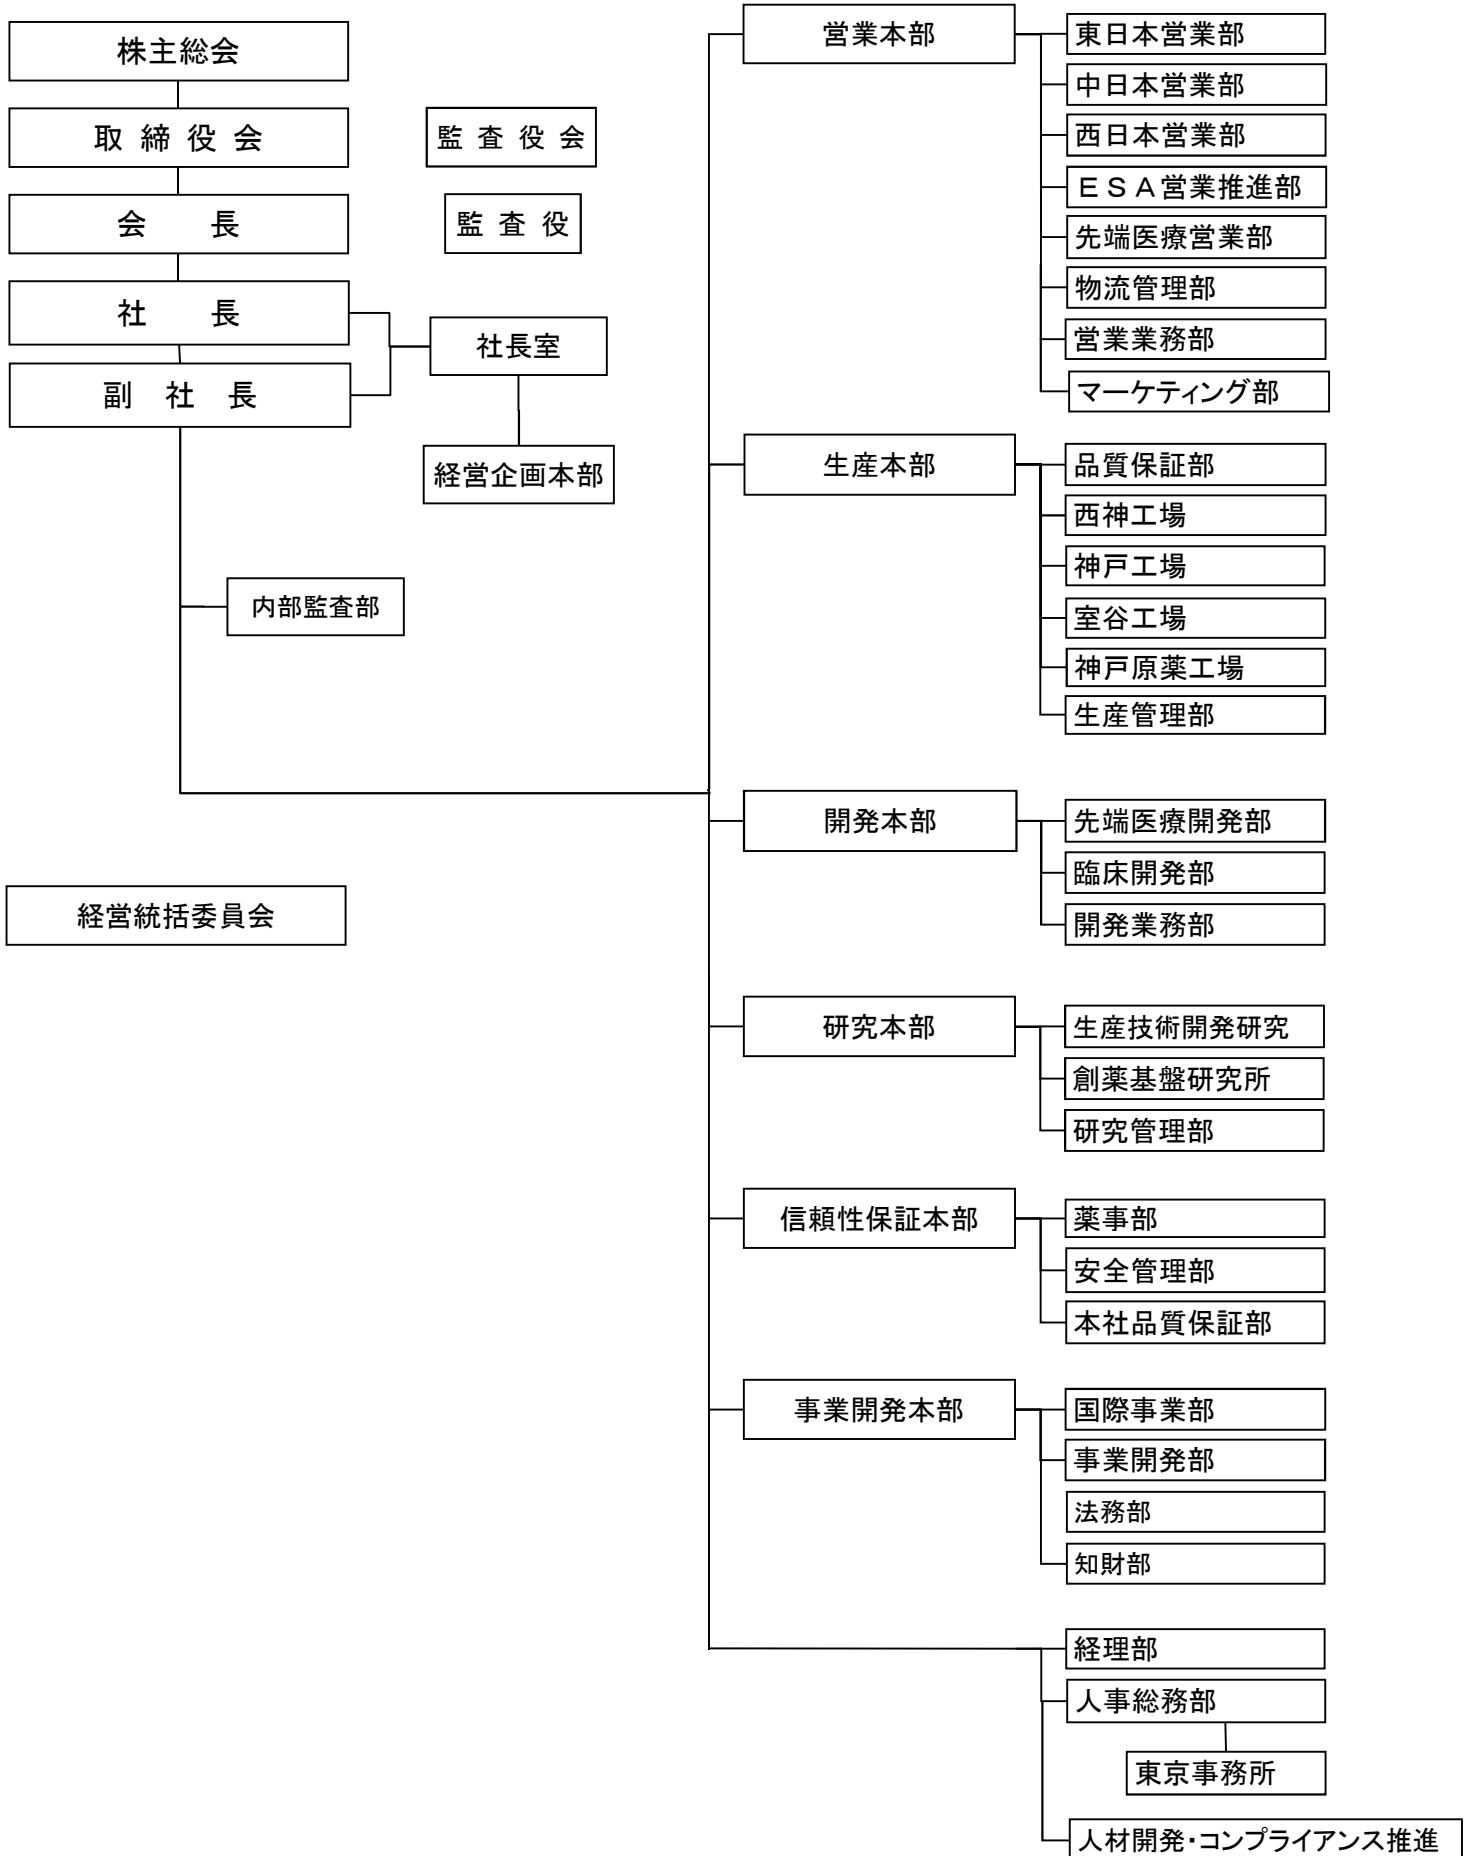 株主総会
取 締 役 会
監 査 役 会
会 長
監 査 役
社 長
社長室
副 社 長
経営企画本部
内部監査部
経営統括委員会
営業本部
東日本営業部
中日本営業部
西日本営業部
ESA営業推進部
先端医療営業部
物流管理部
営業業務部
マーケティング部
生産本部
品質保証部
西神工場
神戸工場
室谷工場
神戸原薬工場
生産管理部
開発本部
先端医療開発部
臨床開発部
開発業務部
研究本部
生産技術開発研究
創薬基盤研究所
研究管理部
信頼性保証本部
薬事部
安全管理部
本社品質保証部
事業開発本部
国際事業部
事業開発部
法務部
知財部
経理部
人事総務部
東京事務所
人材開発・コンプライアンス推進